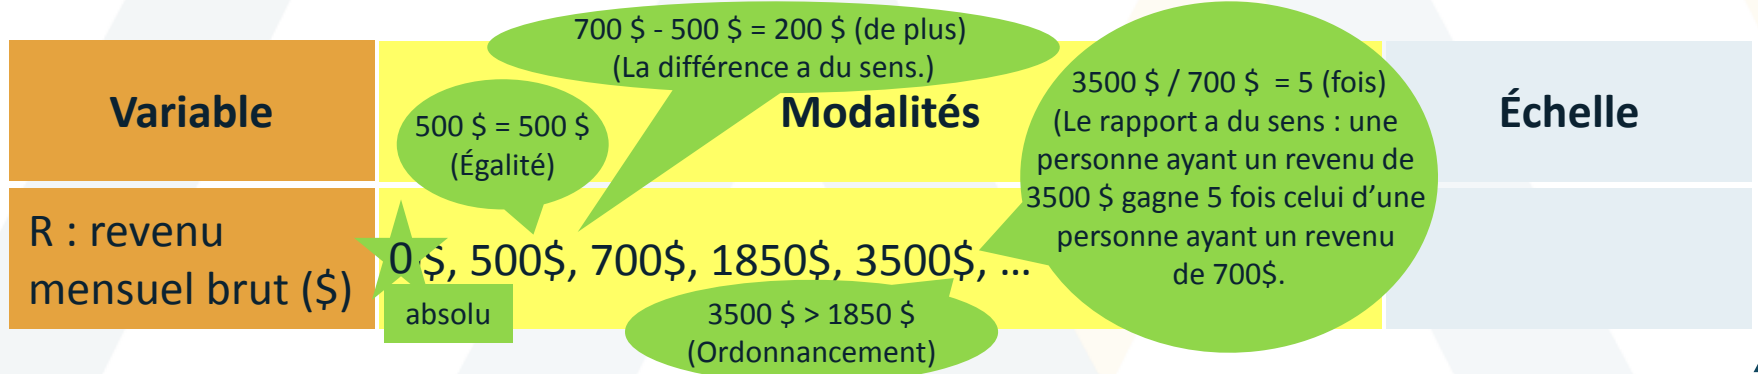 700 $ - 500 $ = 200 $ (de plus)
(La différence a du sens.)
Variable
500 $ = 500 $
(Égalité)
Modalités
3500 $ / 700 $  = 5 (fois)
(Le rapport a du sens : une
personne ayant un revenu de
3500 $ gagne 5 fois celui d’une
personne ayant un revenu
de 700$.
Échelle
R : revenu
mensuel brut ($)
0 $, 500$, 700$, 1850$, 3500$, ...
absolu
3500 $ > 1850 $
(Ordonnancement)